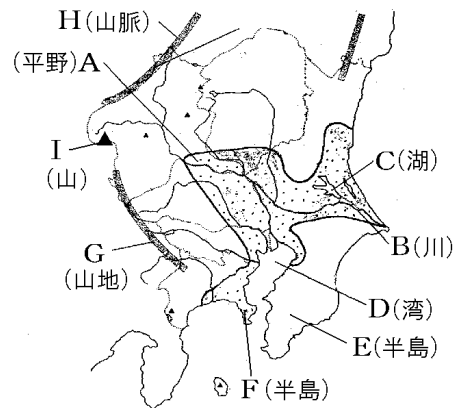 H(山脈)
(平野)A
I
(山)
C(湖)
B(川)
G
(山地)
D(湾)
E(半島)
F(半島)